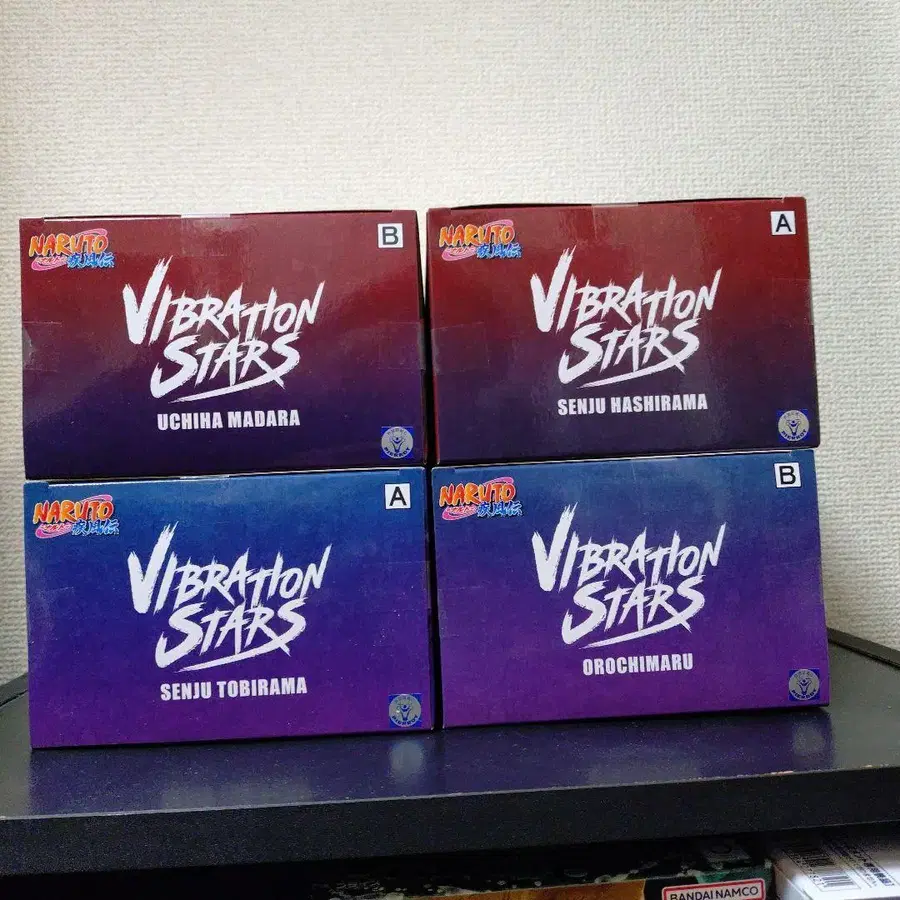 NARUTO
疾風伝
B
VIBRATION
STARS
UCHIHA MADARA
NARUTO
疾風伝
A
VIBRATION
STARS
SENJU HASHIRAMA
NARUTO
疾風伝
A
VIBRATION
STARS
SENJU TOBIRAMA
NARUTO
疾風伝
B
VIBRATION
STARS
OROCHIMARU
BANDAI NAMCO